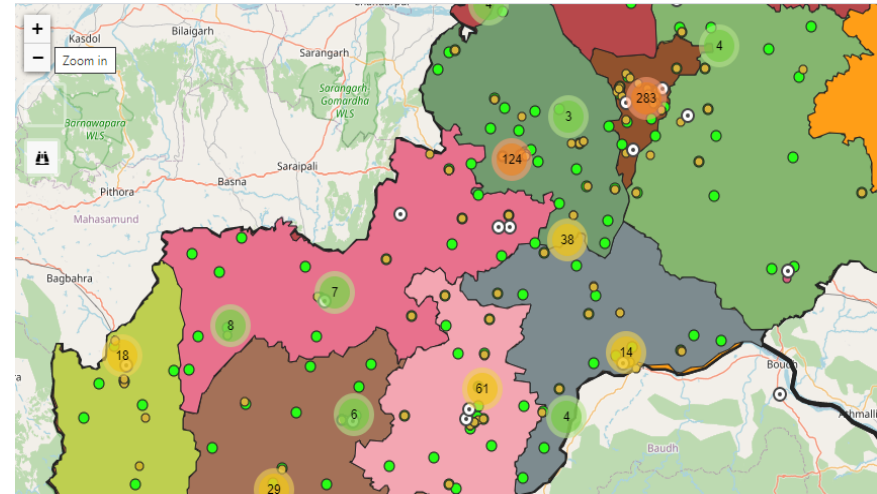 4
+
Kasdol
Bilaigarh
4
−
Zoom in
Sarangarh
283
Sarangarh
Gomardha
WLS
3
Barnawapara
WLS
124
Saraipali
Basna
Pithora
Mahasamund
38
Bagbahra
7
8
18
14
Boudh
61
6
4
Baudh
29